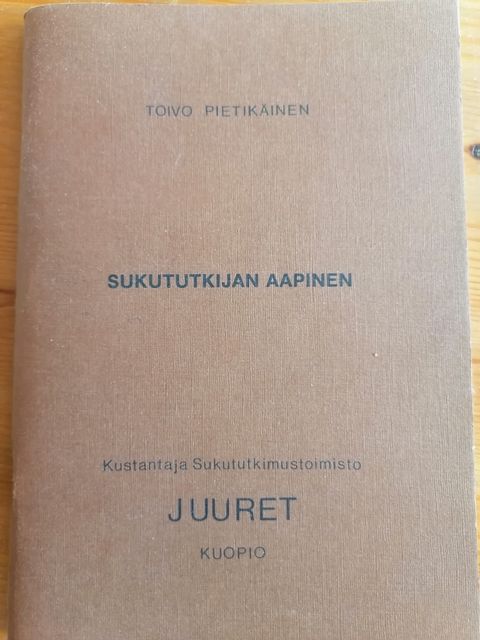 TOIVO PIETIKÄINEN
SUKUTUTKIJAN AAPINEN
Kustantaja Sukututkimustoimisto
JUURET
KUOPIO